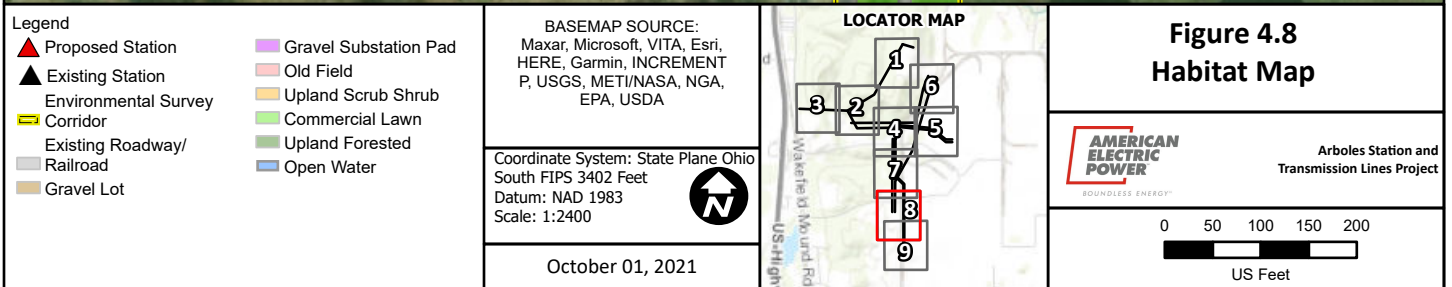 Legend
Proposed Station
Existing Station
Environmental Survey
Corridor
Existing Roadway/
Railroad
Gravel Lot
Gravel Substation Pad
Old Field
Upland Scrub Shrub
Commercial Lawn
Upland Forested
Open Water
BASEMAP SOURCE:
Maxar, Microsoft, VITA, Esri,
HERE, Garmin, INCREMENT
P, USGS, METI/NASA, NGA,
EPA, USDA
Coordinate System: State Plane Ohio
South FIPS 3402 Feet
Datum: NAD 1983
Scale: 1:2400
N
October 01, 2021
LOCATOR MAP
d
1
6
3
2
4
5
7
8
9
Wakefield Mound Rd
US-High
Figure 4.8
Habitat Map
AMERICAN
ELECTRIC
POWER
BOUNDLESS ENERGY"
Arboles Station and
Transmission Lines Project
0 50 100 150 200
US Feet